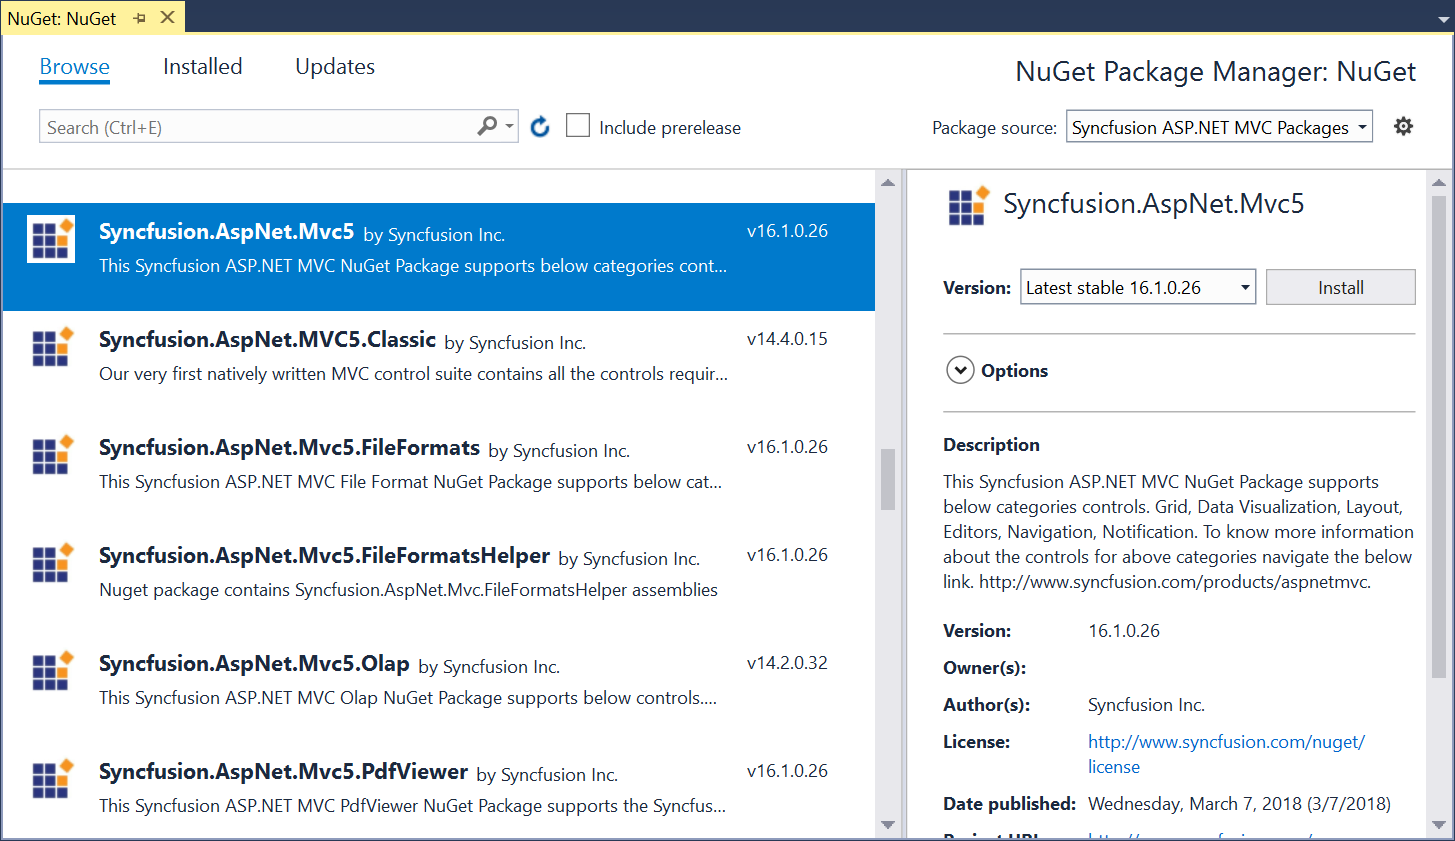 NuGet: NuGet
Browse Installed Updates
NuGet Package Manager: NuGet
Search (Ctrl+E)
Include prerelease
Package source: Syncfusion ASP.NET MVC Packages
Syncfusion.AspNet.Mvc5 by Syncfusion Inc. v16.1.0.26
This Syncfusion ASP.NET MVC NuGet Package supports below categories cont...
Syncfusion.AspNet.MVC5.Classic by Syncfusion Inc. v14.4.0.15
Our very first natively written MVC control suite contains all the controls requir...
Syncfusion.AspNet.Mvc5.FileFormats by Syncfusion Inc. v16.1.0.26
This Syncfusion ASP.NET MVC File Format NuGet Package supports below cat...
Syncfusion.AspNet.Mvc5.FileFormatsHelper by Syncfusion Inc. v16.1.0.26
Nuget package contains Syncfusion.AspNet.Mvc.FileFormatsHelper assemblies
Syncfusion.AspNet.Mvc5.Olap by Syncfusion Inc. v14.2.0.32
This Syncfusion ASP.NET MVC Olap NuGet Package supports below controls....
Syncfusion.AspNet.Mvc5.PdfViewer by Syncfusion Inc. v16.1.0.26
This Syncfusion ASP.NET MVC PdfViewer NuGet Package supports the Syncfus...
Syncfusion.AspNet.Mvc5
Version: Latest stable 16.1.0.26 Install
Options
Description
This Syncfusion ASP.NET MVC NuGet Package supports
below categories controls. Grid, Data Visualization, Layout,
Editors, Navigation, Notification. To know more information
about the controls for above categories navigate the below
link. http://www.syncfusion.com/products/aspnetmvc.
Version: 16.1.0.26
Owner(s):
Author(s): Syncfusion Inc.
License: http://www.syncfusion.com/nuget/
license
Date published: Wednesday, March 7, 2018 (3/7/2018)